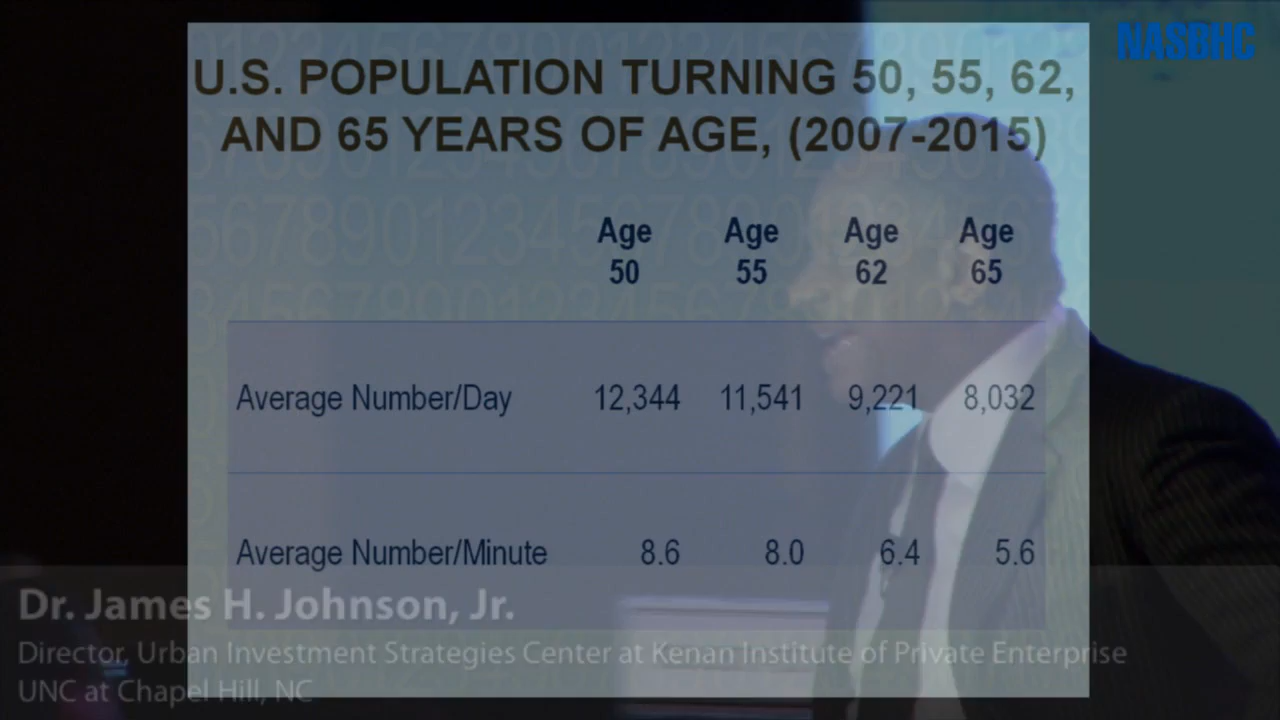 NASBHC
U.S. POPULATION TURNING 50, 55, 62,
AND 65 YEARS OF AGE, (2007-2015)
Age Age Age Age
50 55 62 65
Average Number/Day 12,344 11,541 9,221 8,032
Average Number/Minute 8.6 8.0 6.4 5.6
Dr. James H. Johnson, Jr.
Director, Urban Investment Strategies Center at Kenan Institute of Private Enterprise
UNC at Chapel Hill, NC